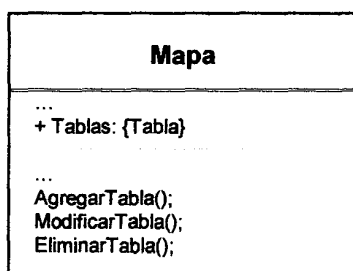 Mapa
...
+ Tablas: {Tabla}
...
AgregarTabla();
ModificarTabla();
EliminarTabla();